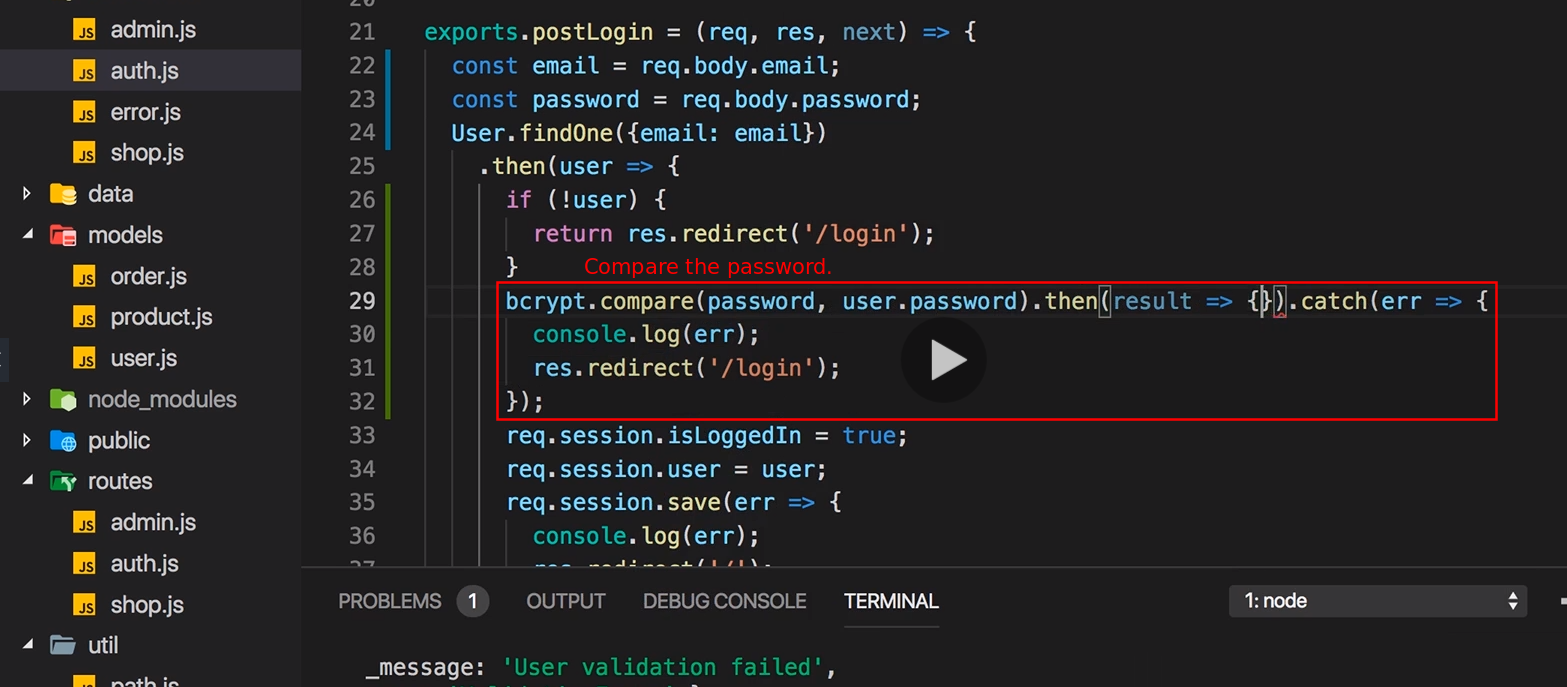 admin.js
auth.js
error.js
shop.js
data
models
order.js
product.js
user.js
node_modules
public
routes
admin.js
auth.js
shop.js
util
path.js
21 exports.postLogin = (req, res, next) => {
22 const email = req.body.email;
23 const password = req.body.password;
24 User.findOne({email: email})
25 .then(user => {
26 if (!user) {
27 return res.redirect('/login');
28 }
Compare the password.
29 bcrypt.compare(password, user.password).then(result => {}).catch(err => {
30 console.log(err);
31 res.redirect('/login');
32 });
33 req.session.isLoggedIn = true;
34 req.session.user = user;
35 req.session.save(err => {
36 console.log(err);
37 res.redirect('/');
PROBLEMS 1 OUTPUT DEBUG CONSOLE TERMINAL 1: node
_message: 'User validation failed',